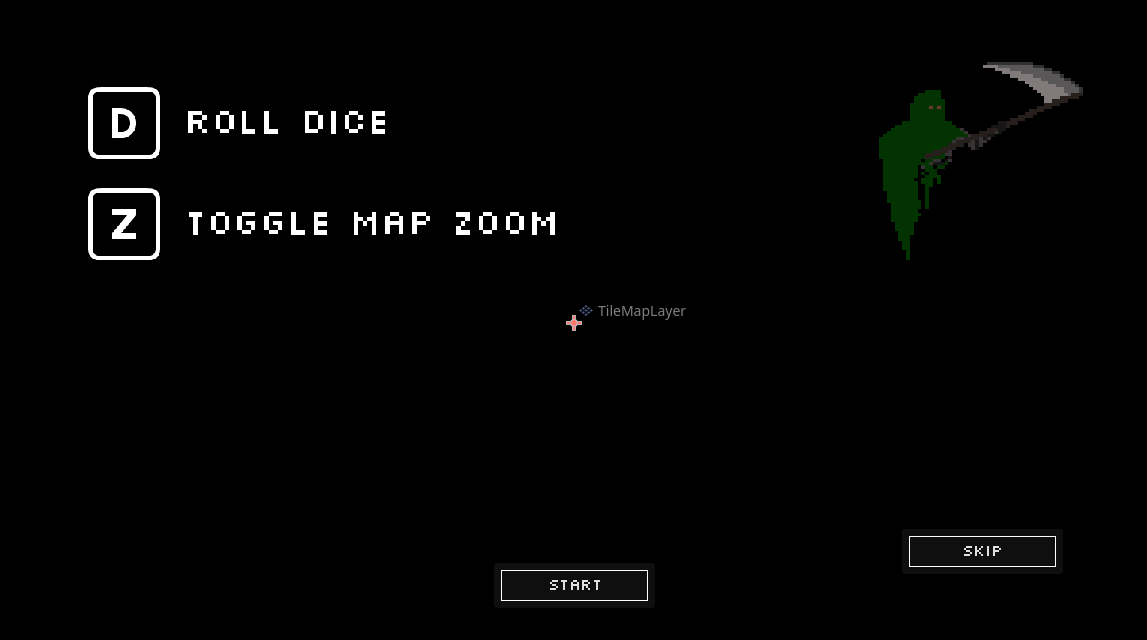 D ROLL DICE
Z TOGGLE MAP ZOOM
TileMapLayer
SKIP
START